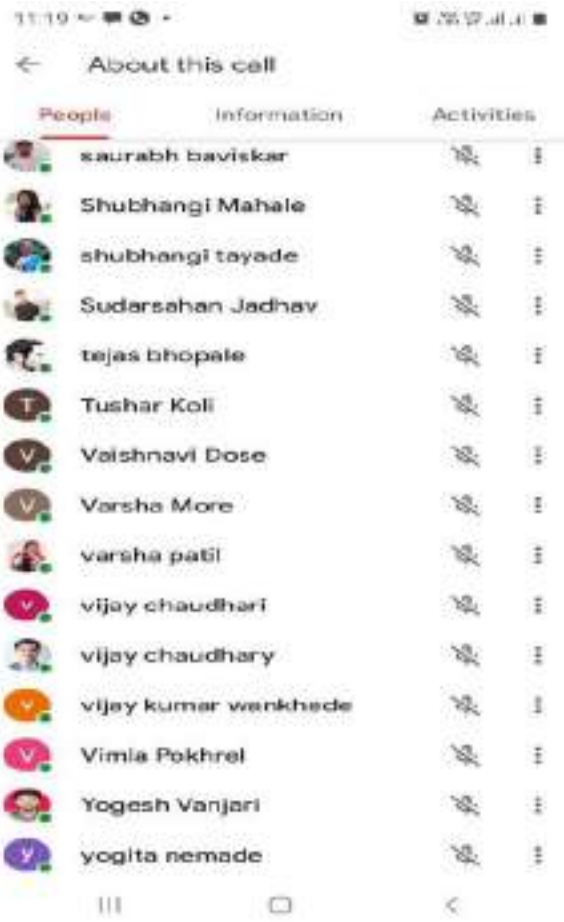 11:19
About this call
People Information Activities
saurabh baviskar
Shubhangi Mahale
shubhangi tayade
Sudarsahan Jadhav
tejas bhopale
T Tushar Koli
V Vaishnavi Dose
V Varsha More
varsha patil
v vijay chaudhari
vijay chaudhary
v vijay kumar wankhede
V Vimla Pokhrel
Yogesh Vanjari
y yogita nemade